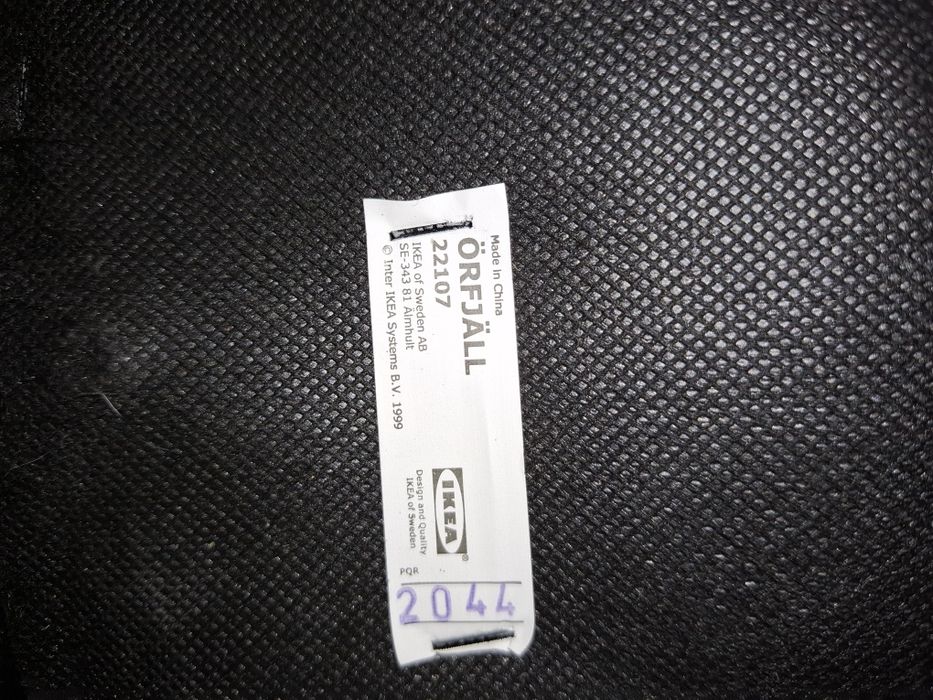 Made in China
ÖRFJÄLL
22107
IKEA of Sweden AB
SE-343 81 Älmhult
© Inter IKEA Systems B.V. 1999
IKEA®
Design and Quality
IKEA of Sweden
PQR
2044